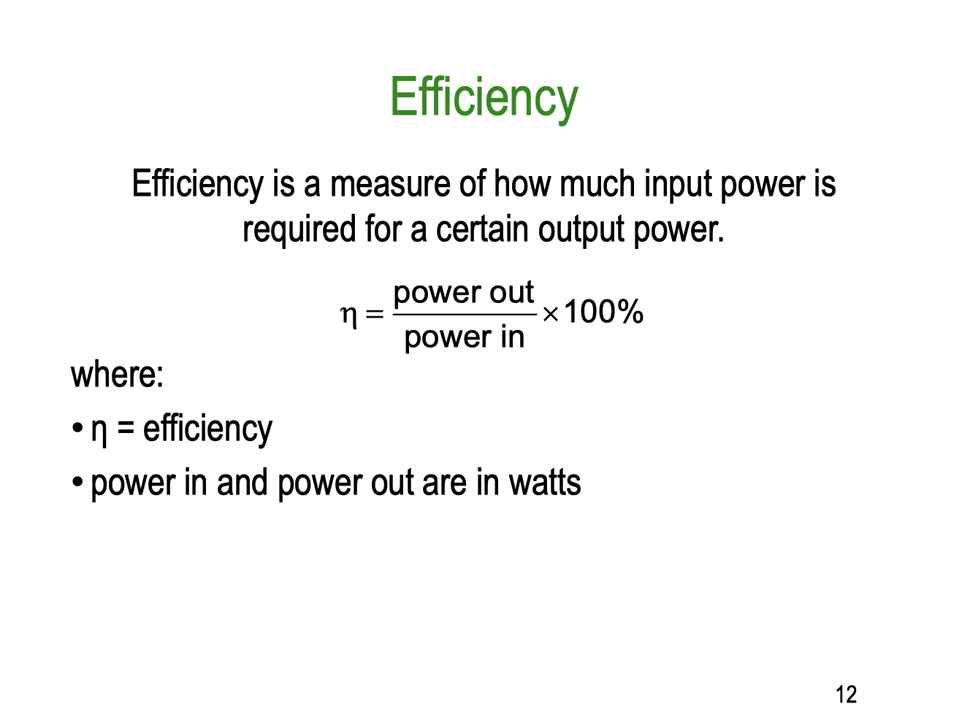 Efficiency
Efficiency is a measure of how much input power is
required for a certain output power.
η = power out / power in ×100%
where:
• η = efficiency
• power in and power out are in watts
12